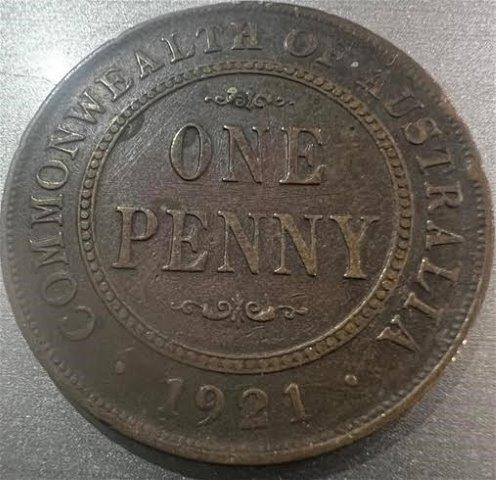 COMMONWEALTH OF AUSTRALIA
ONE
PENNY
1921